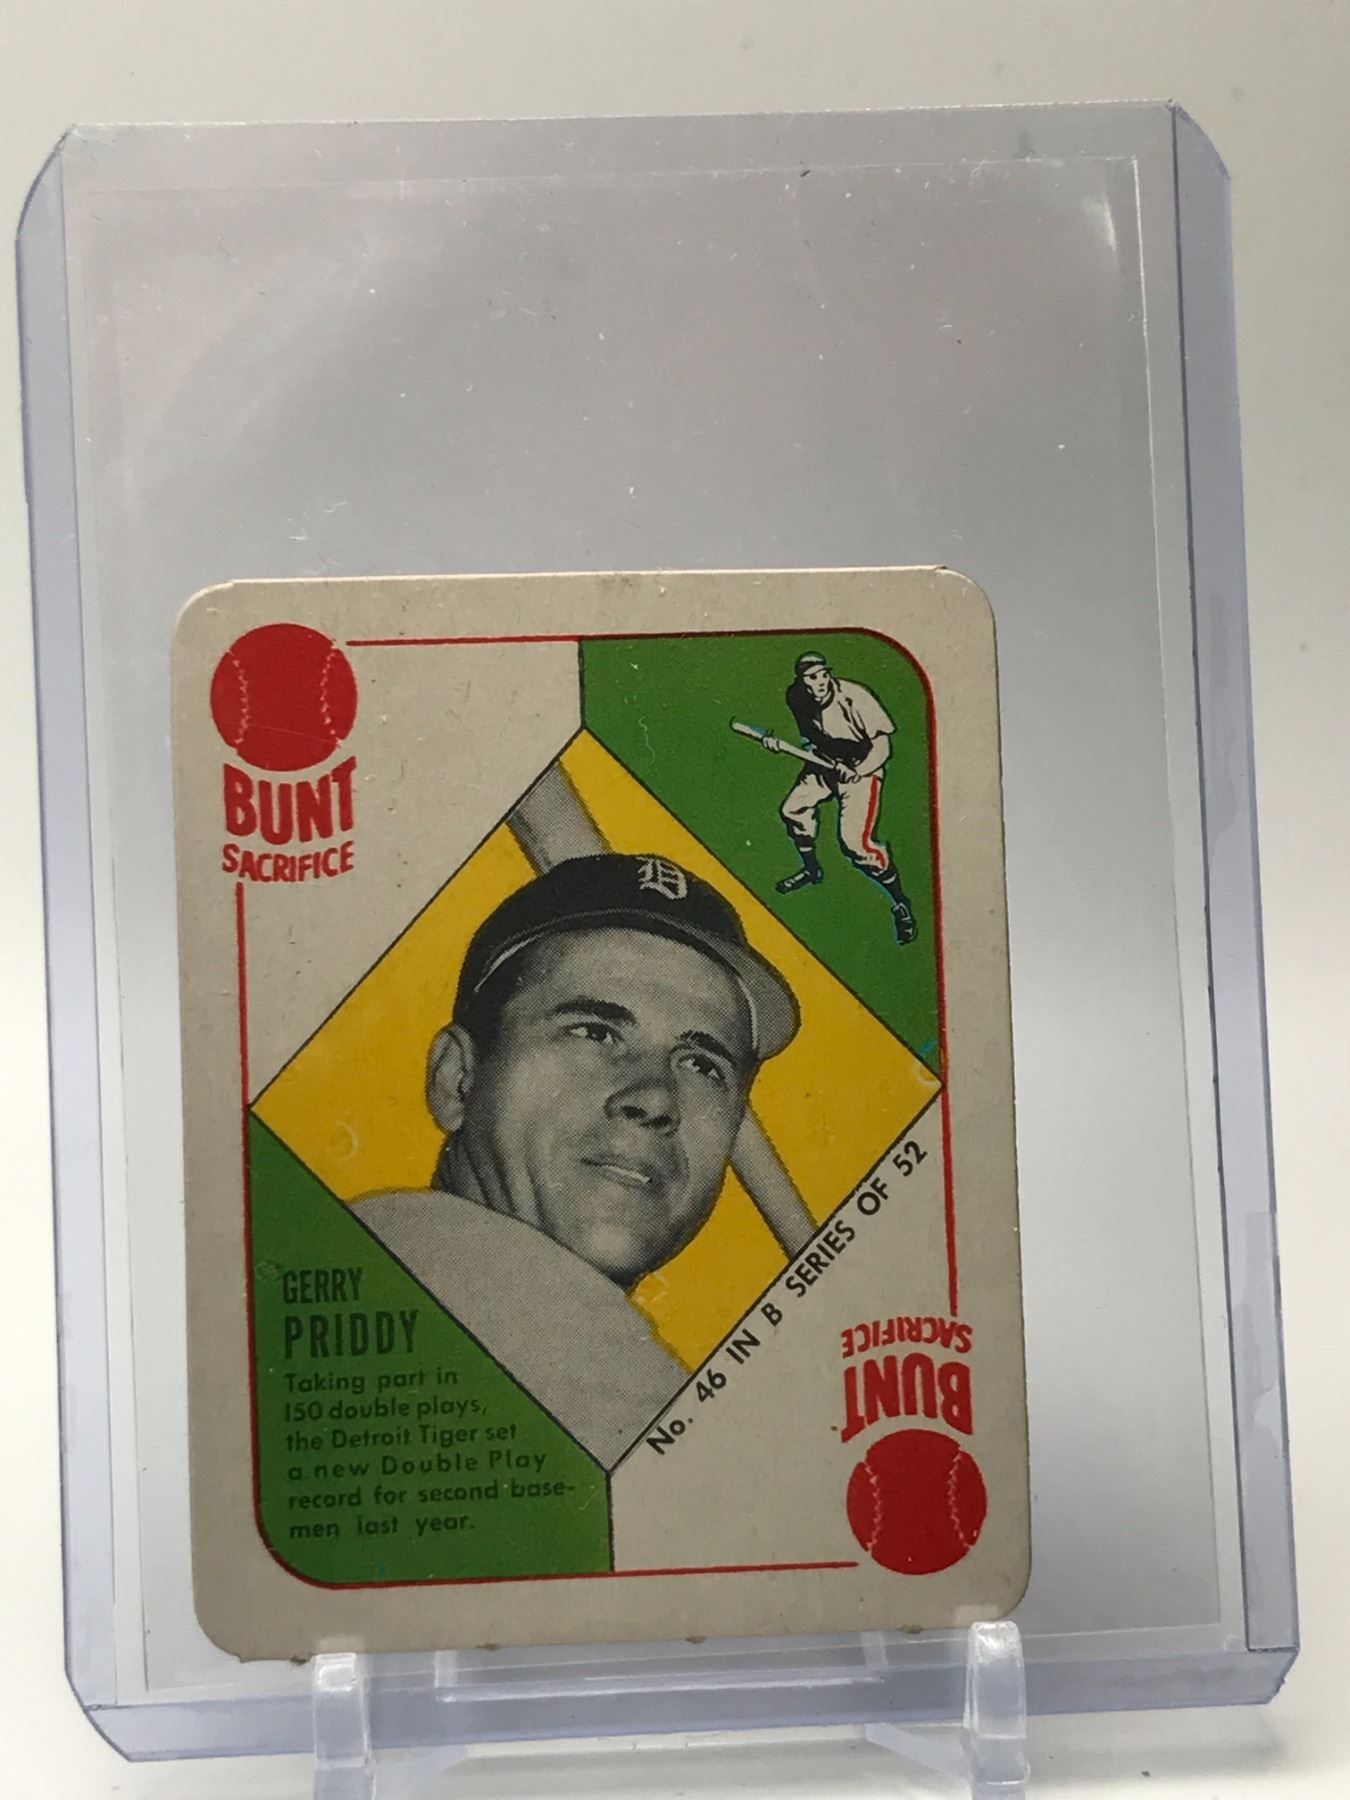 BUNT
SACRIFICE
D
GERRY
PRIDDY
Taking part in
150 double plays,
the Detroit Tiger set
a new Double Play
record for second base-
men last year.
No. 46 IN B SERIES OF 52
BUNT
SACRIFICE